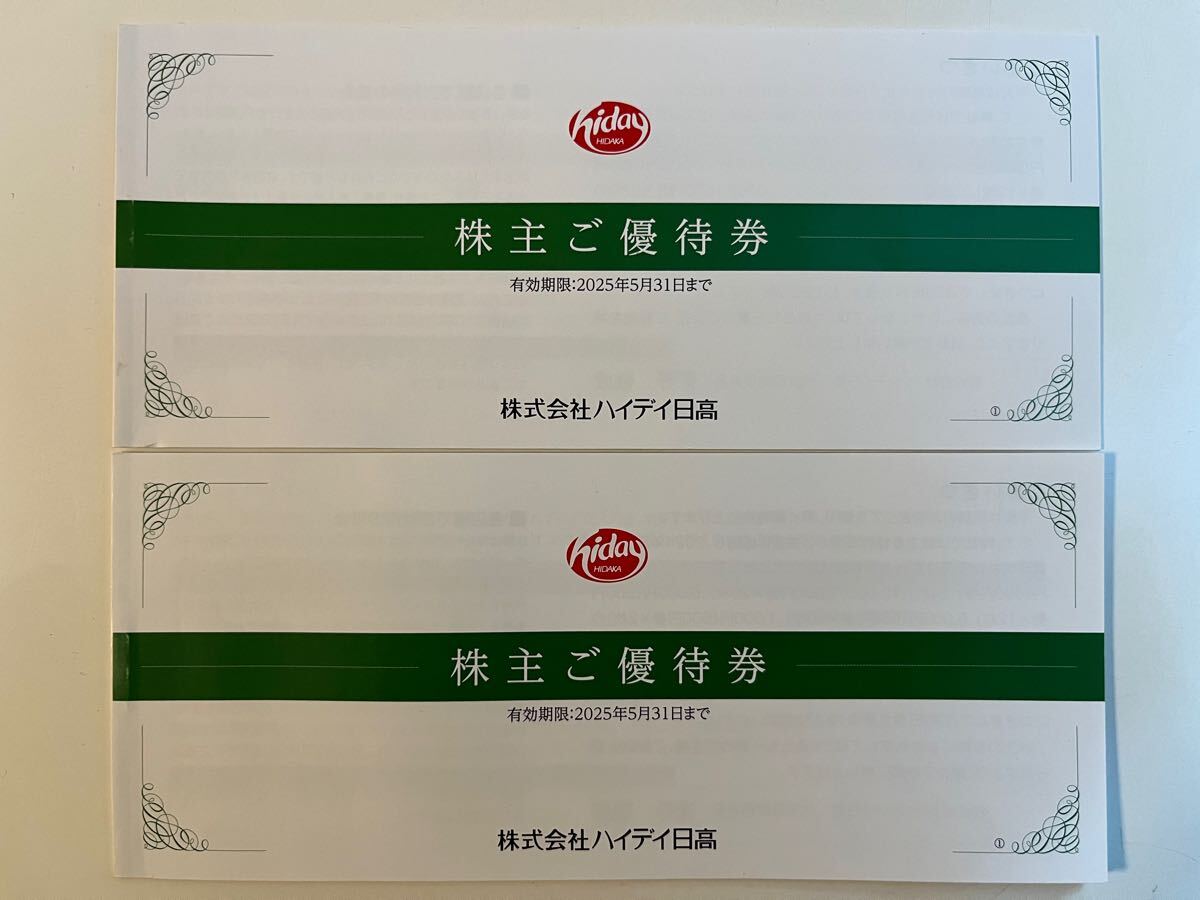 hiday
HIDAKA
株主ご優待券
有効期限:2025年5月31日まで
株式会社ハイデイ日高
①
hiday
HIDAKA
株主ご優待券
有効期限:2025年5月31日まで
株式会社ハイデイ日高
①